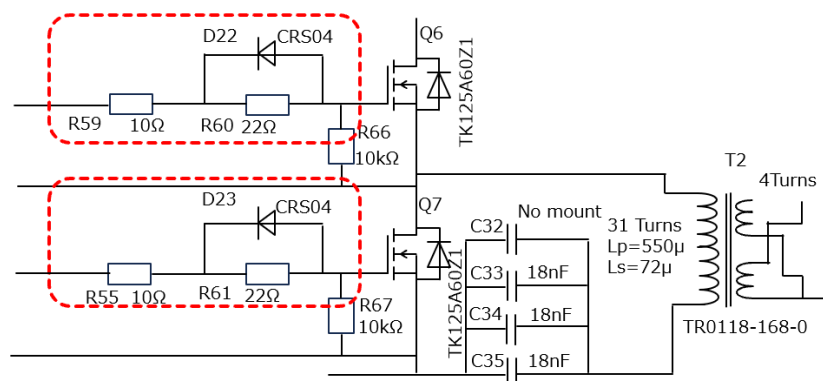 D22 CRS04
Q6
R59 10Ω R60 22Ω
R66
10kΩ
TK125A60Z1
D23 CRS04
Q7
R55 10Ω R61 22Ω
R67
10kΩ
TK125A60Z1
C32 No mount
C33 18nF
C34 18nF
C35 18nF
T2
4Turns
31 Turns
Lp=550μ
Ls=72μ
TR0118-168-0